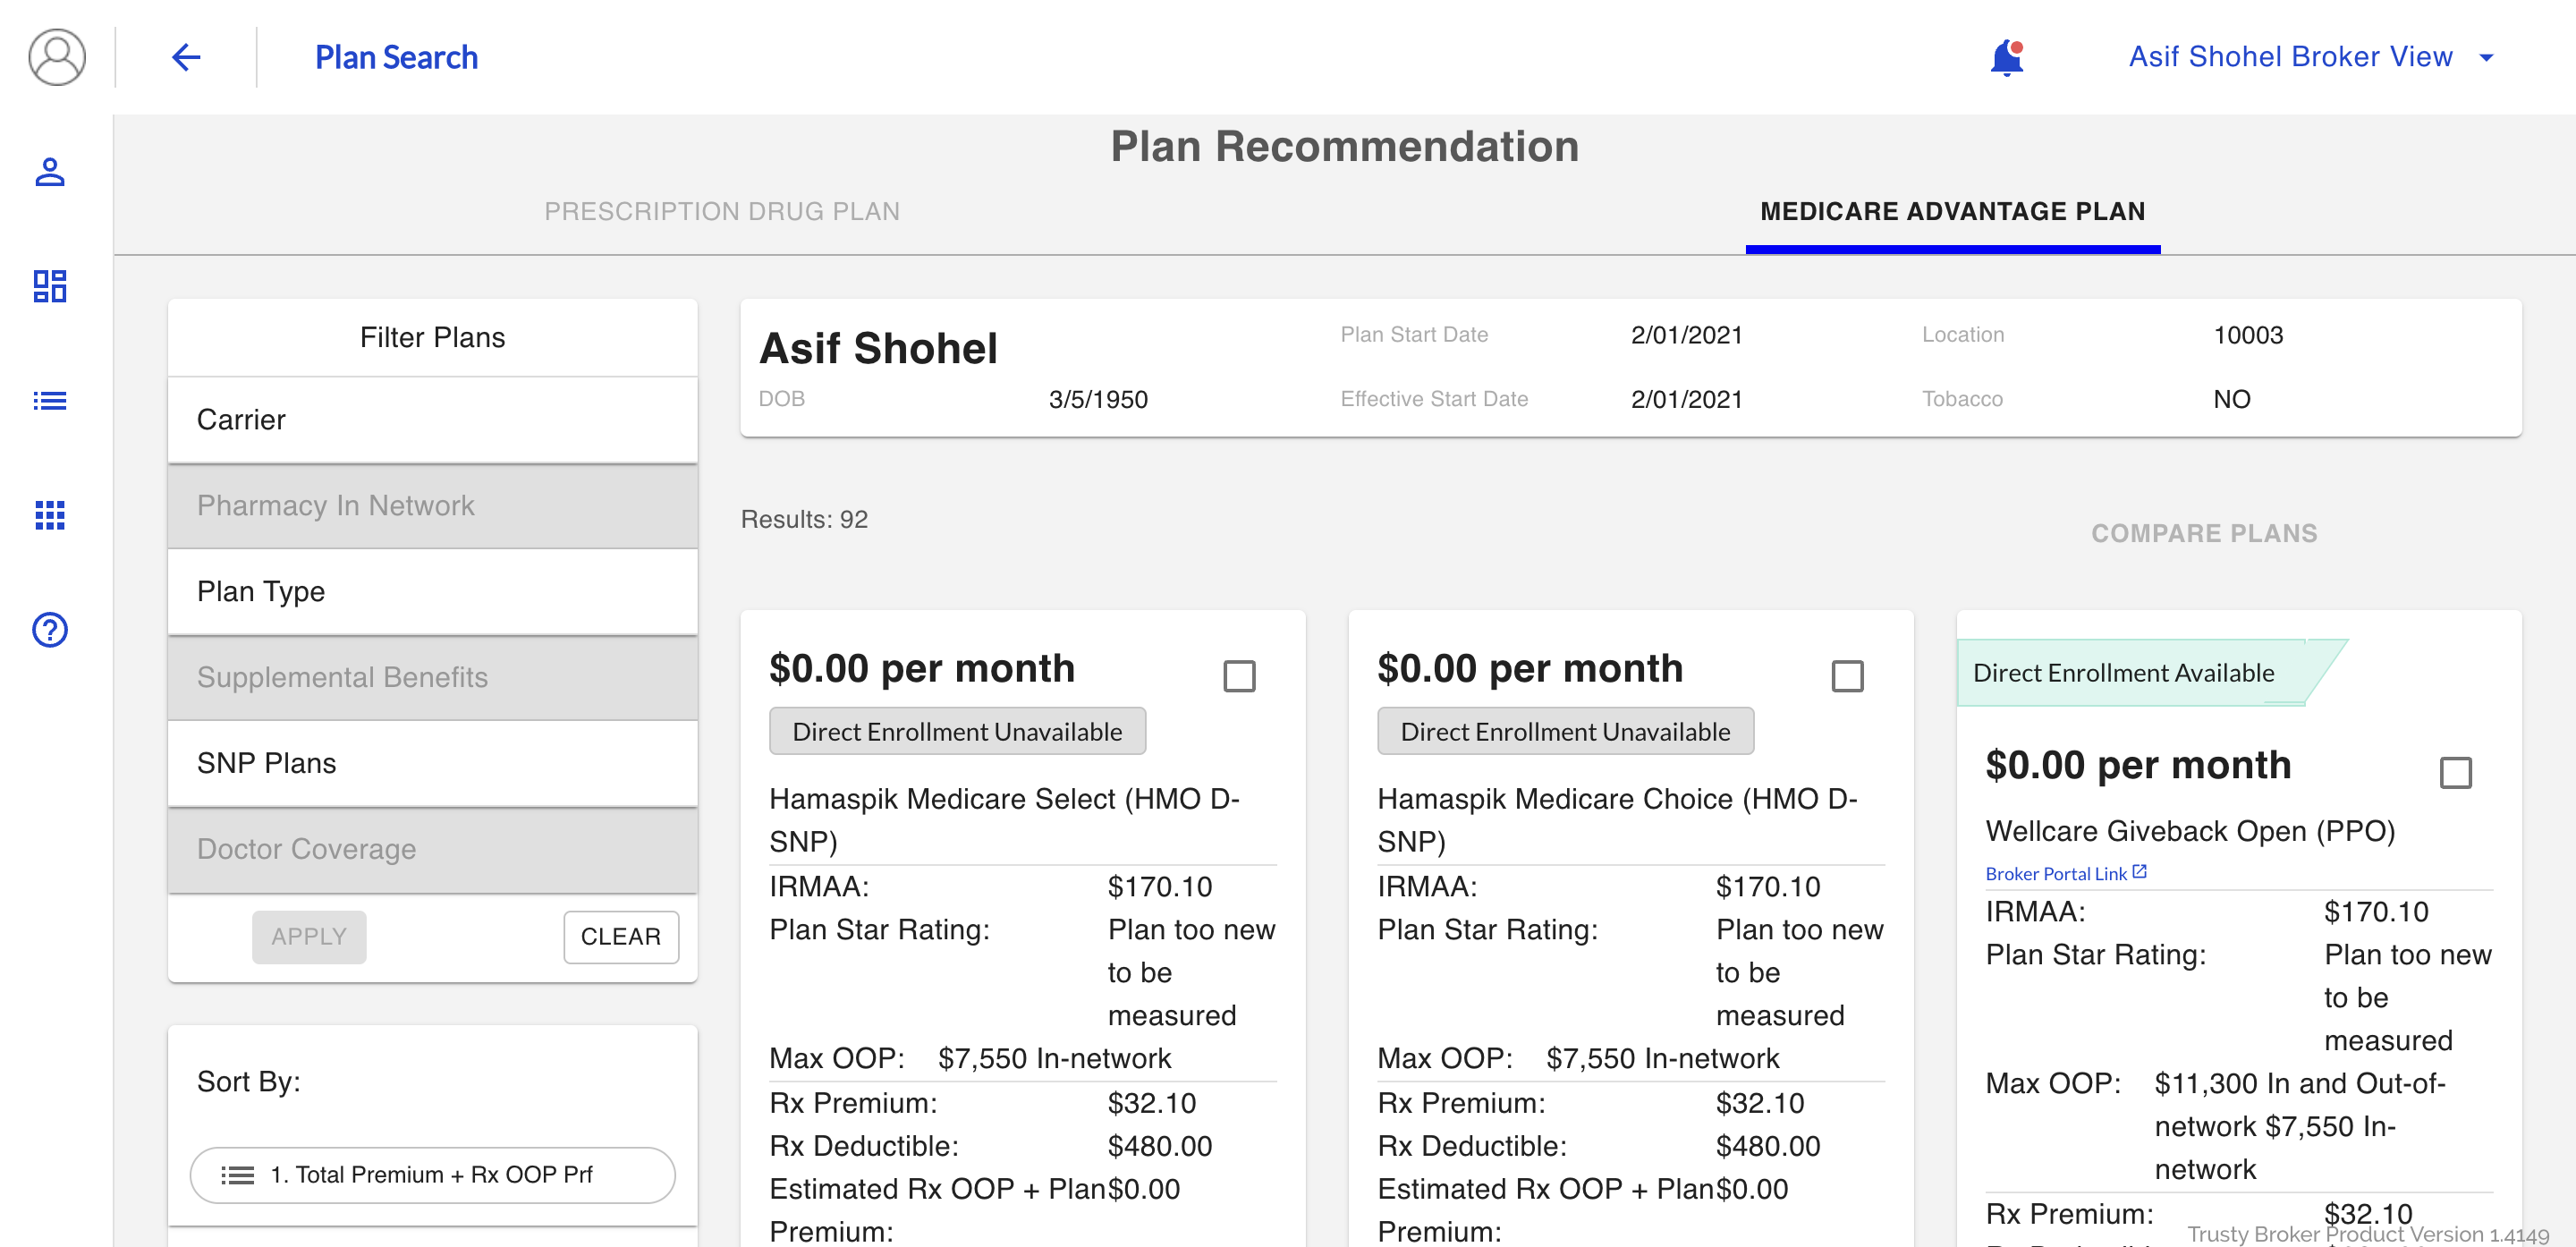 Plan Search
Asif Shohel Broker View
Plan Recommendation
PRESCRIPTION DRUG PLAN
MEDICARE ADVANTAGE PLAN
Filter Plans
Carrier
Pharmacy In Network
Plan Type
Supplemental Benefits
SNP Plans
Doctor Coverage
APPLY
CLEAR
Sort By:
1. Total Premium + Rx OOP Prf
Asif Shohel
DOB 3/5/1950
Plan Start Date 2/01/2021
Effective Start Date 2/01/2021
Location 10003
Tobacco NO
Results: 92
COMPARE PLANS
$0.00 per month
Direct Enrollment Unavailable
Hamaspik Medicare Select (HMO D-
SNP)
IRMAA: $170.10
Plan Star Rating: Plan too new
to be
measured
Max OOP: $7,550 In-network
Rx Premium: $32.10
Rx Deductible: $480.00
Estimated Rx OOP + Plan $0.00
Premium:
$0.00 per month
Direct Enrollment Unavailable
Hamaspik Medicare Choice (HMO D-
SNP)
IRMAA: $170.10
Plan Star Rating: Plan too new
to be
measured
Max OOP: $7,550 In-network
Rx Premium: $32.10
Rx Deductible: $480.00
Estimated Rx OOP + Plan $0.00
Premium:
Direct Enrollment Available
$0.00 per month
Wellcare Giveback Open (PPO)
Broker Portal Link
IRMAA: $170.10
Plan Star Rating: Plan too new
to be
measured
Max OOP: $11,300 In and Out-of-
network $7,550 In-
network
Rx Premium: $32.10
Trusty Broker Product Version 1.4149